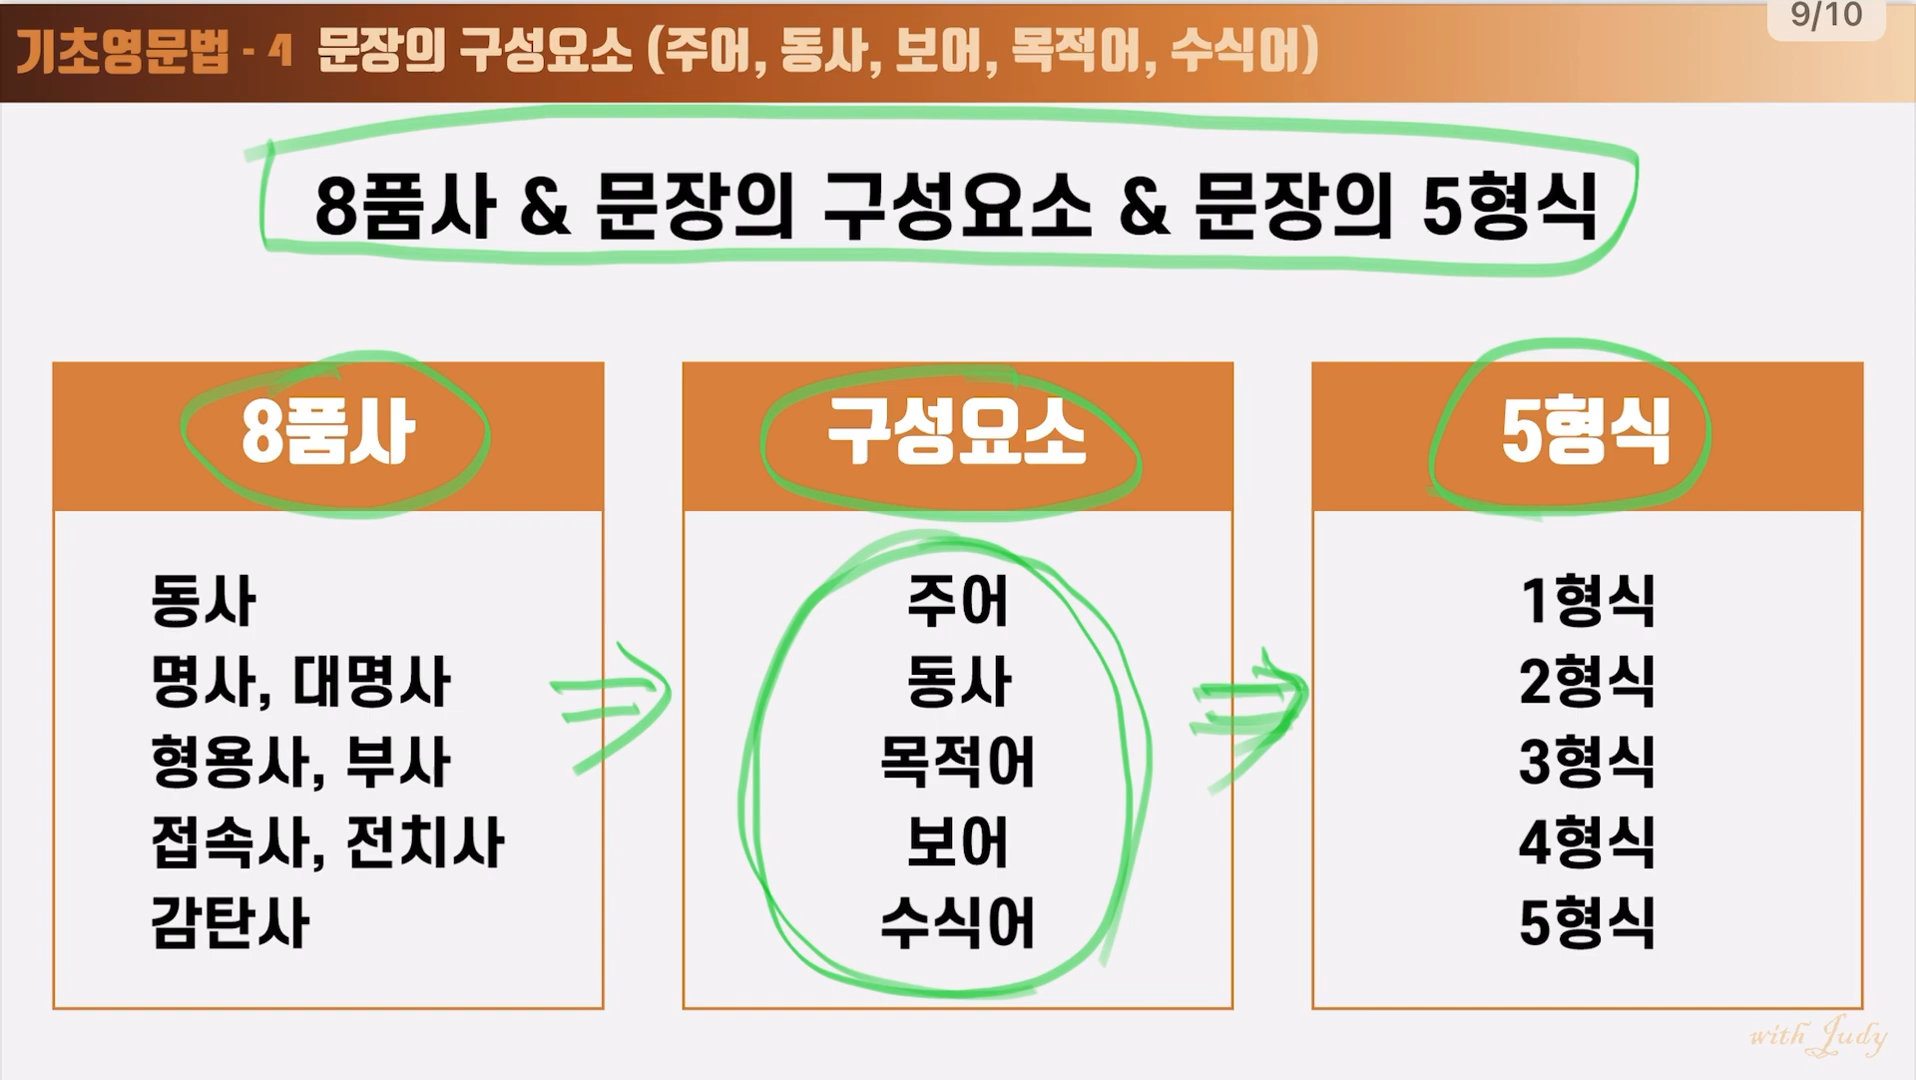 9/10
기초영문법 - 4 문장의 구성요소 (주어, 동사, 보어, 목적어, 수식어)
8품사 & 문장의 구성요소 & 문장의 5형식
8품사
동사
명사, 대명사
형용사, 부사
접속사, 전치사
감탄사
구성요소
주어
동사
목적어
보어
수식어
5형식
1형식
2형식
3형식
4형식
5형식
with Judy